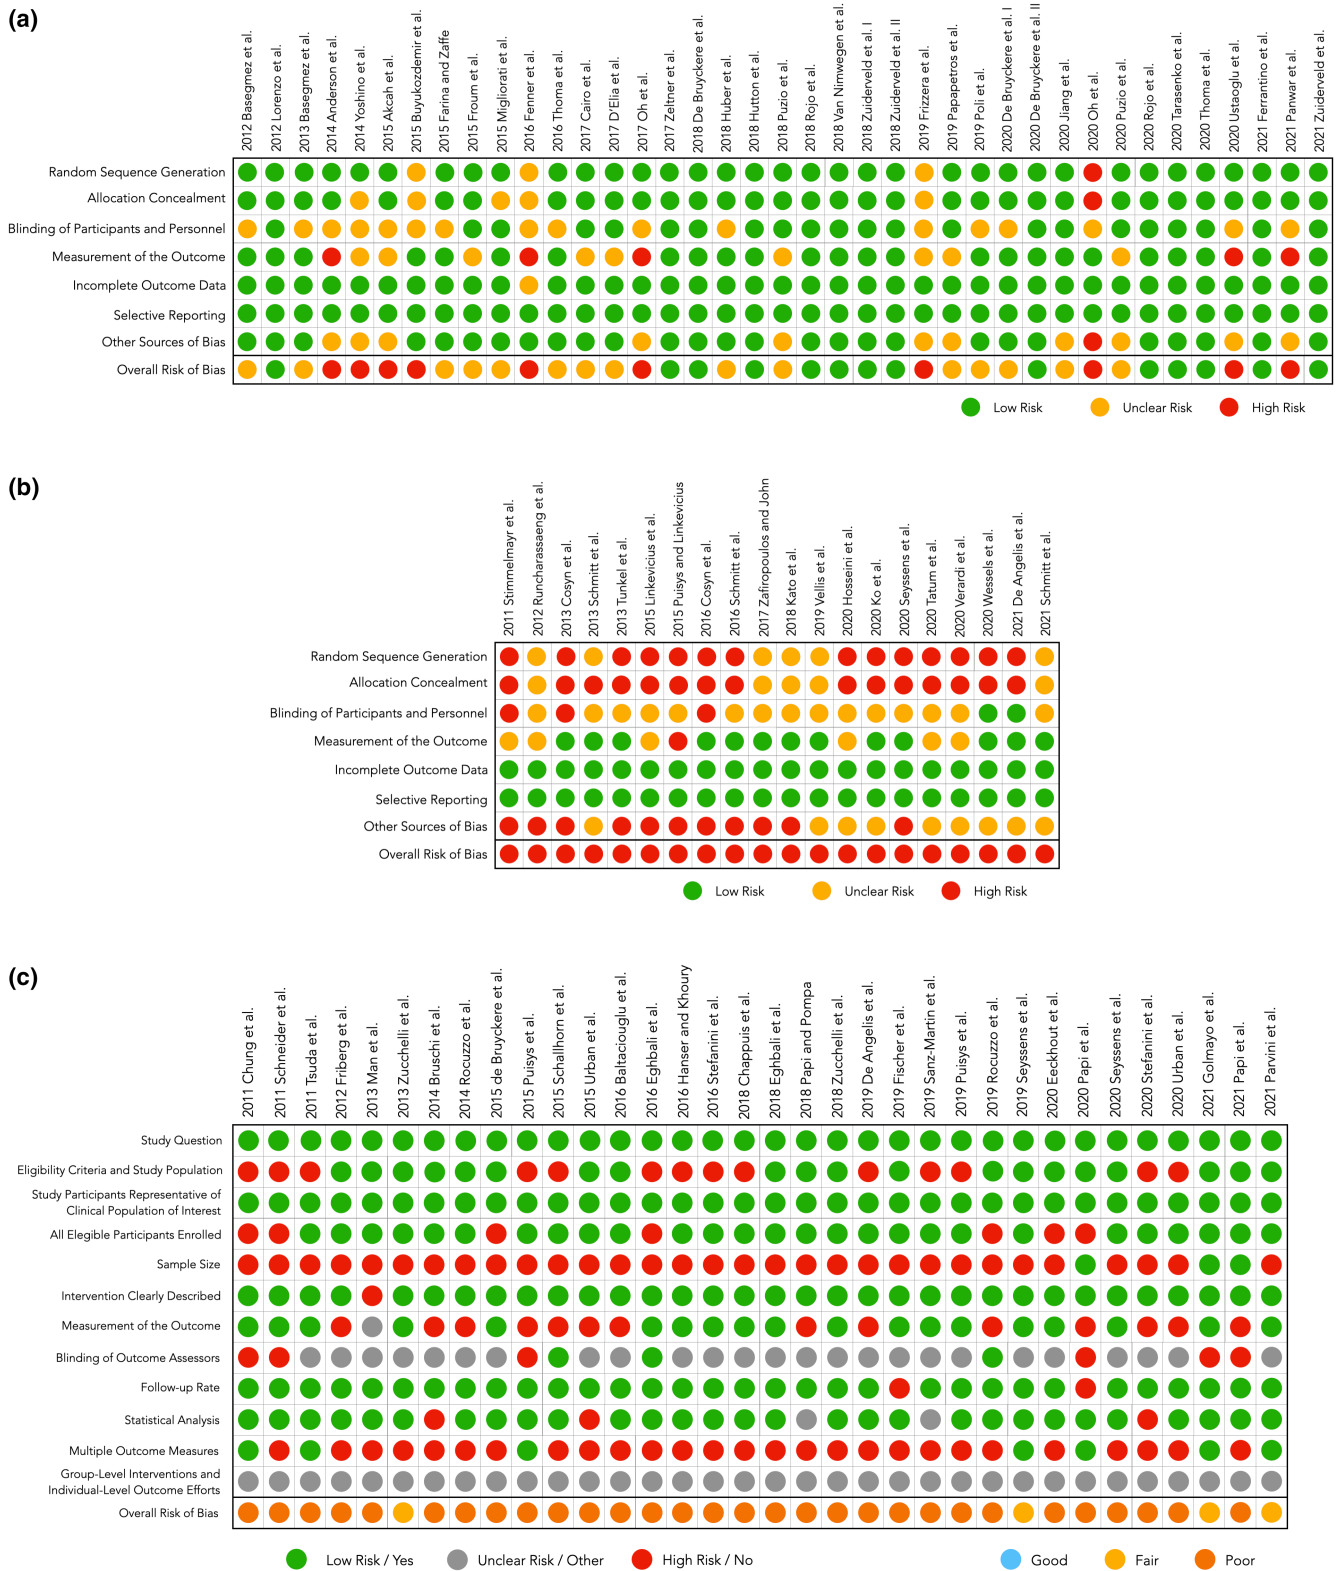 (a)
2012 Basegmez et al.
2012 Lorenzo et al.
2013 Basegmez et al.
2014 Anderson et al.
2014 Yoshino et al.
2015 Akcah et al.
2015 Buyukozdemir et al.
2015 Farina and Zaffe
2015 Froum et al.
2015 Migliorati et al.
2016 Fenner et al.
2016 Thoma et al.
2017 Cairo et al.
2017 D'Elia et al.
2017 Oh et al.
2017 Zeltner et al.
2018 De Bruyckere et al.
2018 Huber et al.
2018 Hutton et al.
2018 Puzio et al.
2018 Rojo et al.
2018 Van Nimwegen et al.
2018 Zuiderveld et al. I
2018 Zuiderveld et al. II
2019 Frizzera et al.
2019 Papapetros et al.
2019 Poli et al.
2020 De Bruyckere et al. I
2020 De Bruyckere et al. II
2020 Jiang et al.
2020 Oh et al.
2020 Puzio et al.
2020 Rojo et al.
2020 Tarasenko et al.
2020 Thoma et al.
2020 Ustaoglu et al.
2021 Ferrantino et al.
2021 Panwar et al.
2021 Zuiderveld et al.
Random Sequence Generation
Allocation Concealment
Blinding of Participants and Personnel
Measurement of the Outcome
Incomplete Outcome Data
Selective Reporting
Other Sources of Bias
Overall Risk of Bias
Low Risk
Unclear Risk
High Risk
(b)
2011 Stimmelmayr et al.
2012 Runcharassaeng et al.
2013 Cosyn et al.
2013 Schmitt et al.
2013 Tunkel et al.
2015 Linkevicius et al.
2015 Puisys and Linkevicius
2016 Cosyn et al.
2016 Schmitt et al.
2017 Zafiropoulos and John
2018 Kato et al.
2019 Vellis et al.
2020 Hosseini et al.
2020 Ko et al.
2020 Seyssens et al.
2020 Tatum et al.
2020 Verardi et al.
2020 Wessels et al.
2021 De Angelis et al.
2021 Schmitt et al.
Random Sequence Generation
Allocation Concealment
Blinding of Participants and Personnel
Measurement of the Outcome
Incomplete Outcome Data
Selective Reporting
Other Sources of Bias
Overall Risk of Bias
Low Risk
Unclear Risk
High Risk
(c)
2011 Chung et al.
2011 Schneider et al.
2011 Tsuda et al.
2012 Friberg et al.
2013 Man et al.
2013 Zucchelli et al.
2014 Bruschi et al.
2014 Rocuzzo et al.
2015 de Bruyckere et al.
2015 Puisys et al.
2015 Schallhorn et al.
2015 Urban et al.
2016 Baltaciouglu et al.
2016 Eghbali et al.
2016 Hanser and Khoury
2016 Stefanini et al.
2018 Chappuis et al.
2018 Eghbali et al.
2018 Papi and Pompa
2018 Zucchelli et al.
2019 De Angelis et al.
2019 Fischer et al.
2019 Sanz-Martin et al.
2019 Puisys et al.
2019 Rocuzzo et al.
2019 Seyssens et al.
2020 Eeckhout et al.
2020 Papi et al.
2020 Seyssens et al.
2020 Stefanini et al.
2020 Urban et al.
2021 Golmayo et al.
2021 Papi et al.
2021 Parvini et al.
Study Question
Eligibility Criteria and Study Population
Study Participants Representative of
Clinical Population of Interest
All Elegible Participants Enrolled
Sample Size
Intervention Clearly Described
Measurement of the Outcome
Blinding of Outcome Assessors
Follow-up Rate
Statistical Analysis
Multiple Outcome Measures
Group-Level Interventions and
Individual-Level Outcome Efforts
Overall Risk of Bias
Low Risk / Yes
Unclear Risk / Other
High Risk / No
Good
Fair
Poor